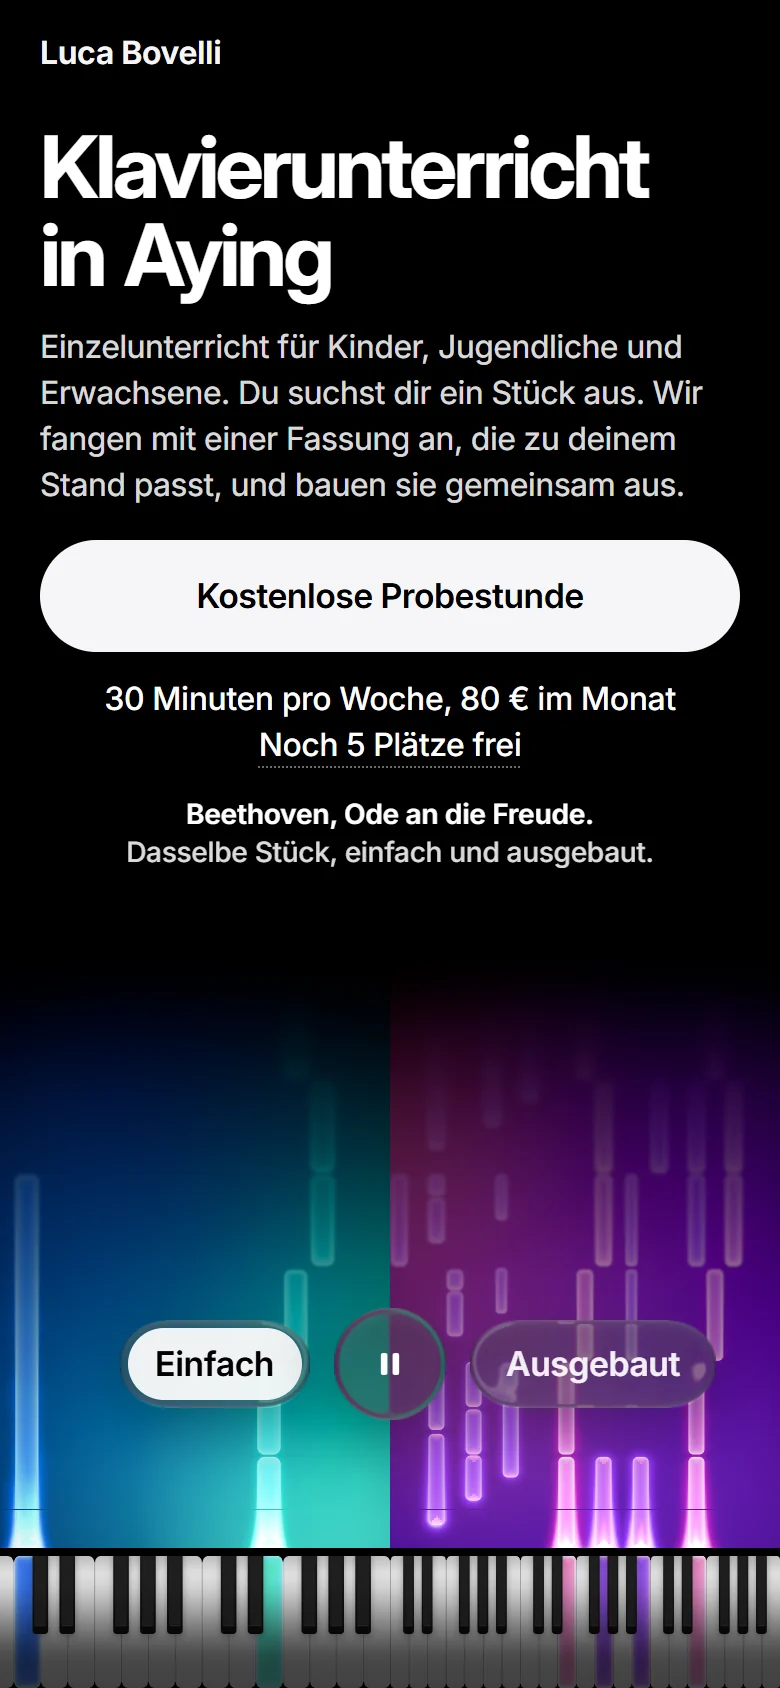 Luca Bovelli
Klavierunterricht
in Aying
Einzelunterricht für Kinder, Jugendliche und
Erwachsene. Du suchst dir ein Stück aus. Wir
fangen mit einer Fassung an, die zu deinem
Stand passt, und bauen sie gemeinsam aus.
Kostenlose Probestunde
30 Minuten pro Woche, 80 € im Monat
Noch 5 Plätze frei
Beethoven, Ode an die Freude.
Dasselbe Stück, einfach und ausgebaut.
Einfach
Ausgebaut